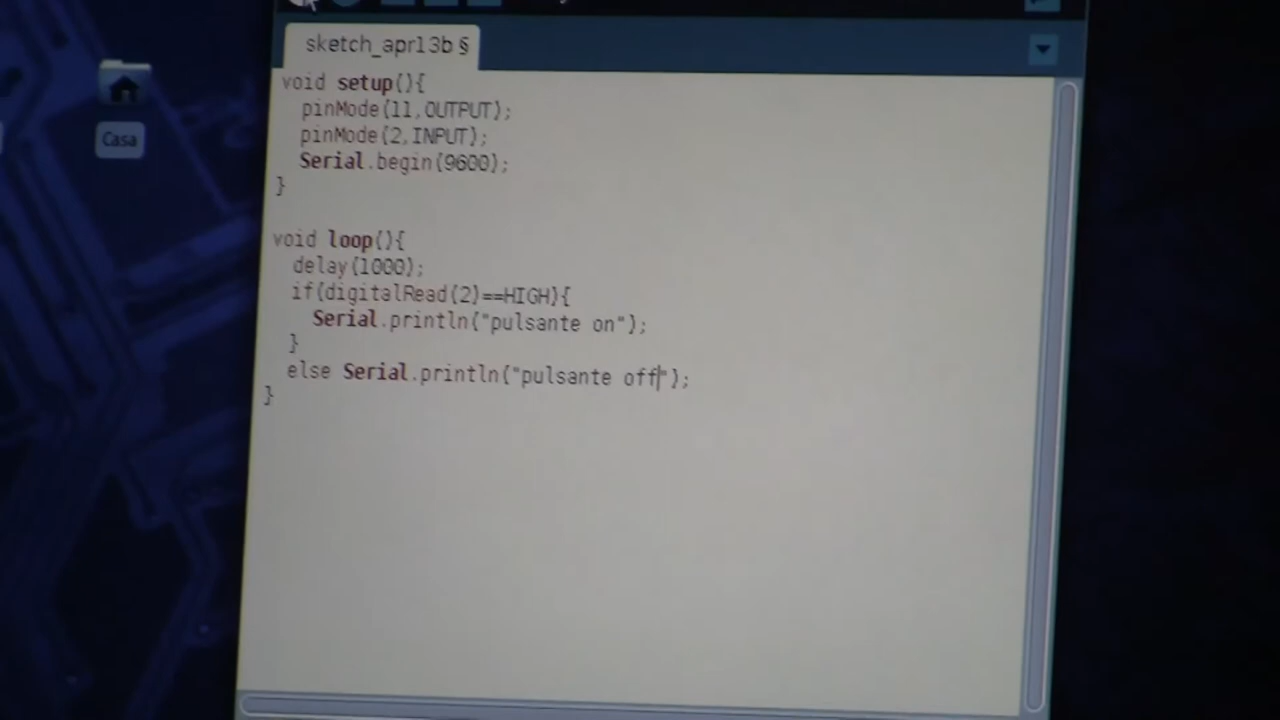 sketch_apr13b §
Casa
void setup(){
pinMode(11,OUTPUT);
pinMode(2,INPUT);
Serial.begin(9600);
}
void loop(){
delay(1000);
if(digitalRead(2)==HIGH){
Serial.println("pulsante on");
}
else Serial.println("pulsante off");
}